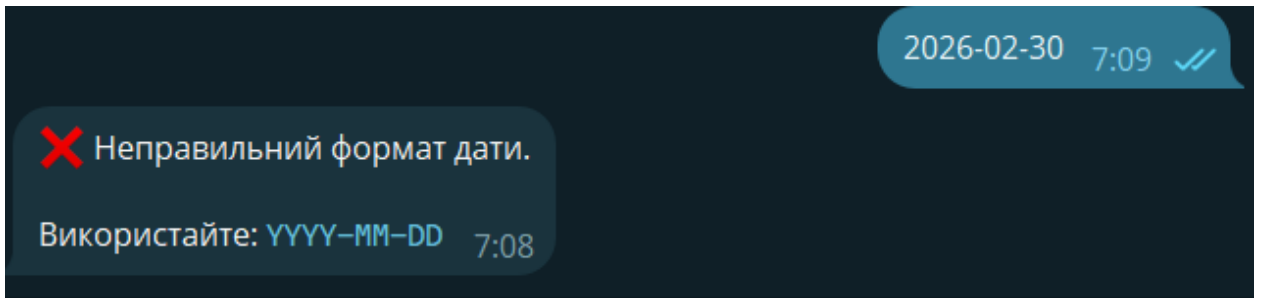 2026-02-30 7:09
❌ Неправильний формат дати.
Використайте: YYYY-MM-DD 7:08